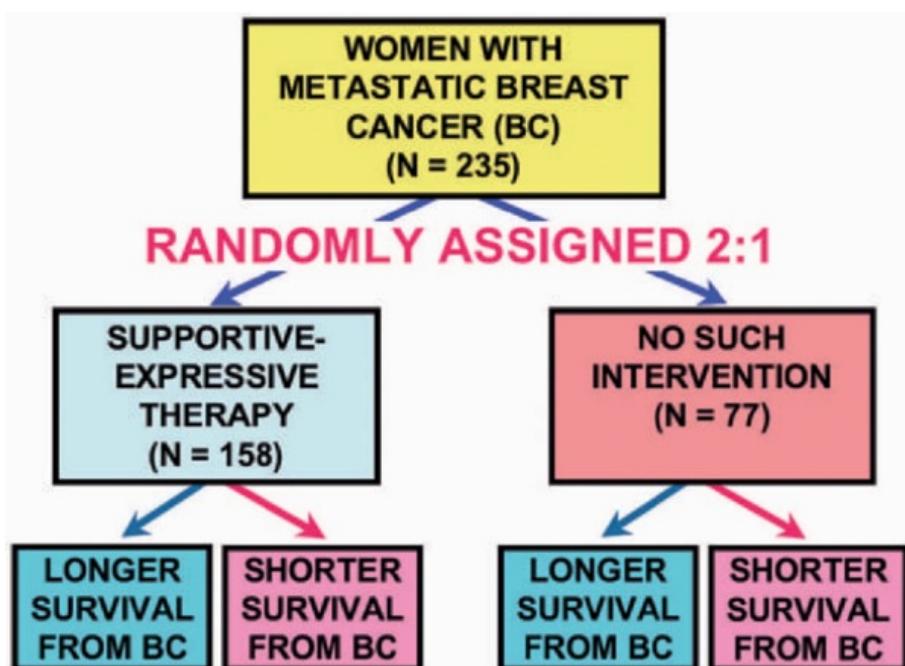 WOMEN WITH
METASTATIC BREAST
CANCER (BC)
(N = 235)
RANDOMLY ASSIGNED 2:1
SUPPORTIVE-
EXPRESSIVE
THERAPY
(N = 158)
NO SUCH
INTERVENTION
(N = 77)
LONGER
SURVIVAL
FROM BC
SHORTER
SURVIVAL
FROM BC
LONGER
SURVIVAL
FROM BC
SHORTER
SURVIVAL
FROM BC